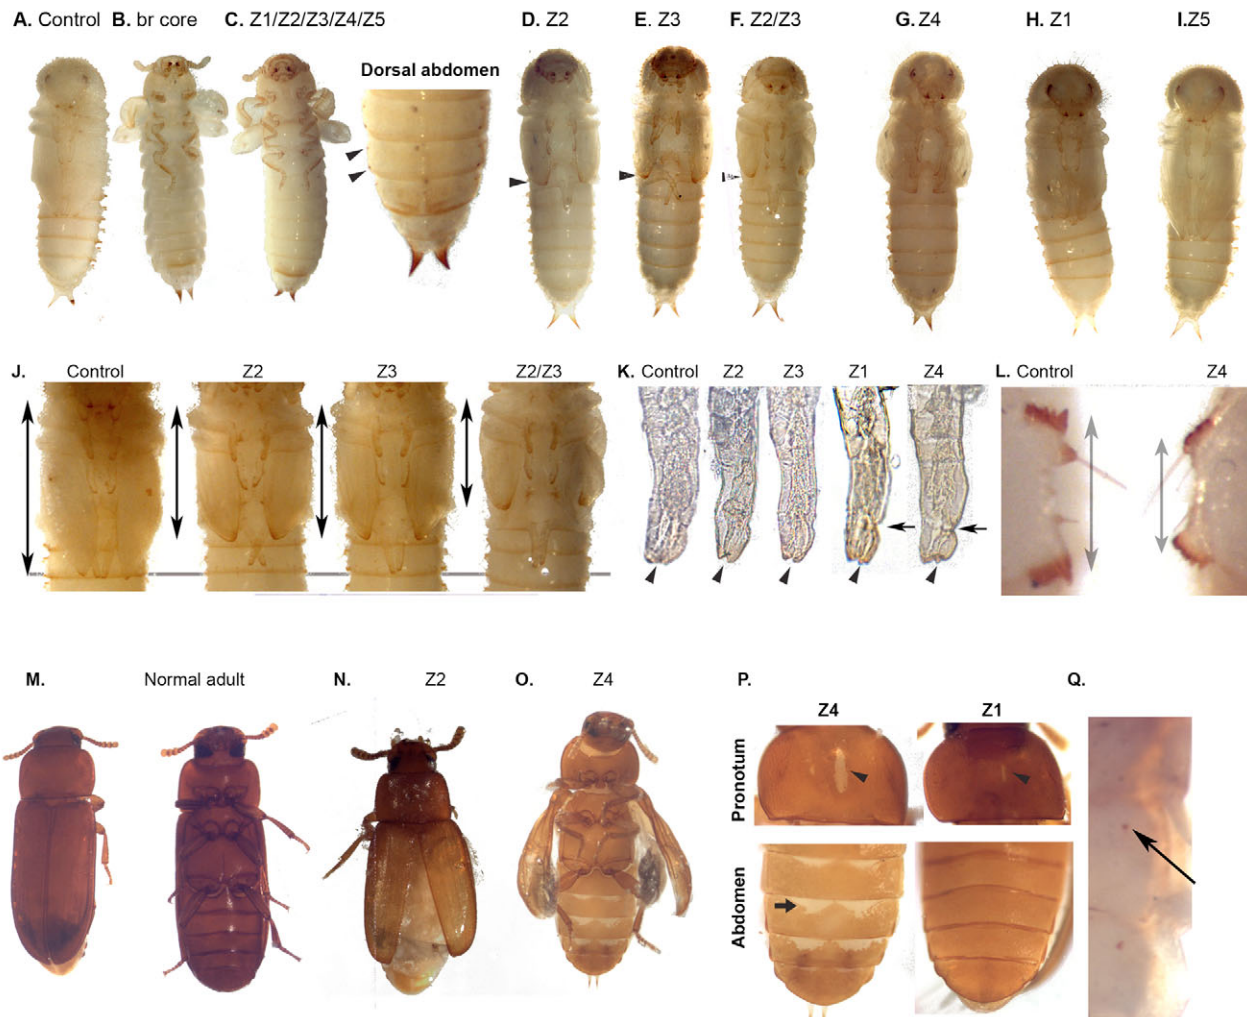 A. Control
B. br core
C. Z1/Z2/Z3/Z4/Z5
D. Z2
E. Z3
F. Z2/Z3
G. Z4
H. Z1
I.Z5
Dorsal abdomen
J. Control
Z2
Z3
Z2/Z3
K. Control
Z2
Z3
Z1
Z4
L. Control
Z4
M. Normal adult
N. Z2
O. Z4
P.
Q.
Z4
Z1
Pronotum
Abdomen